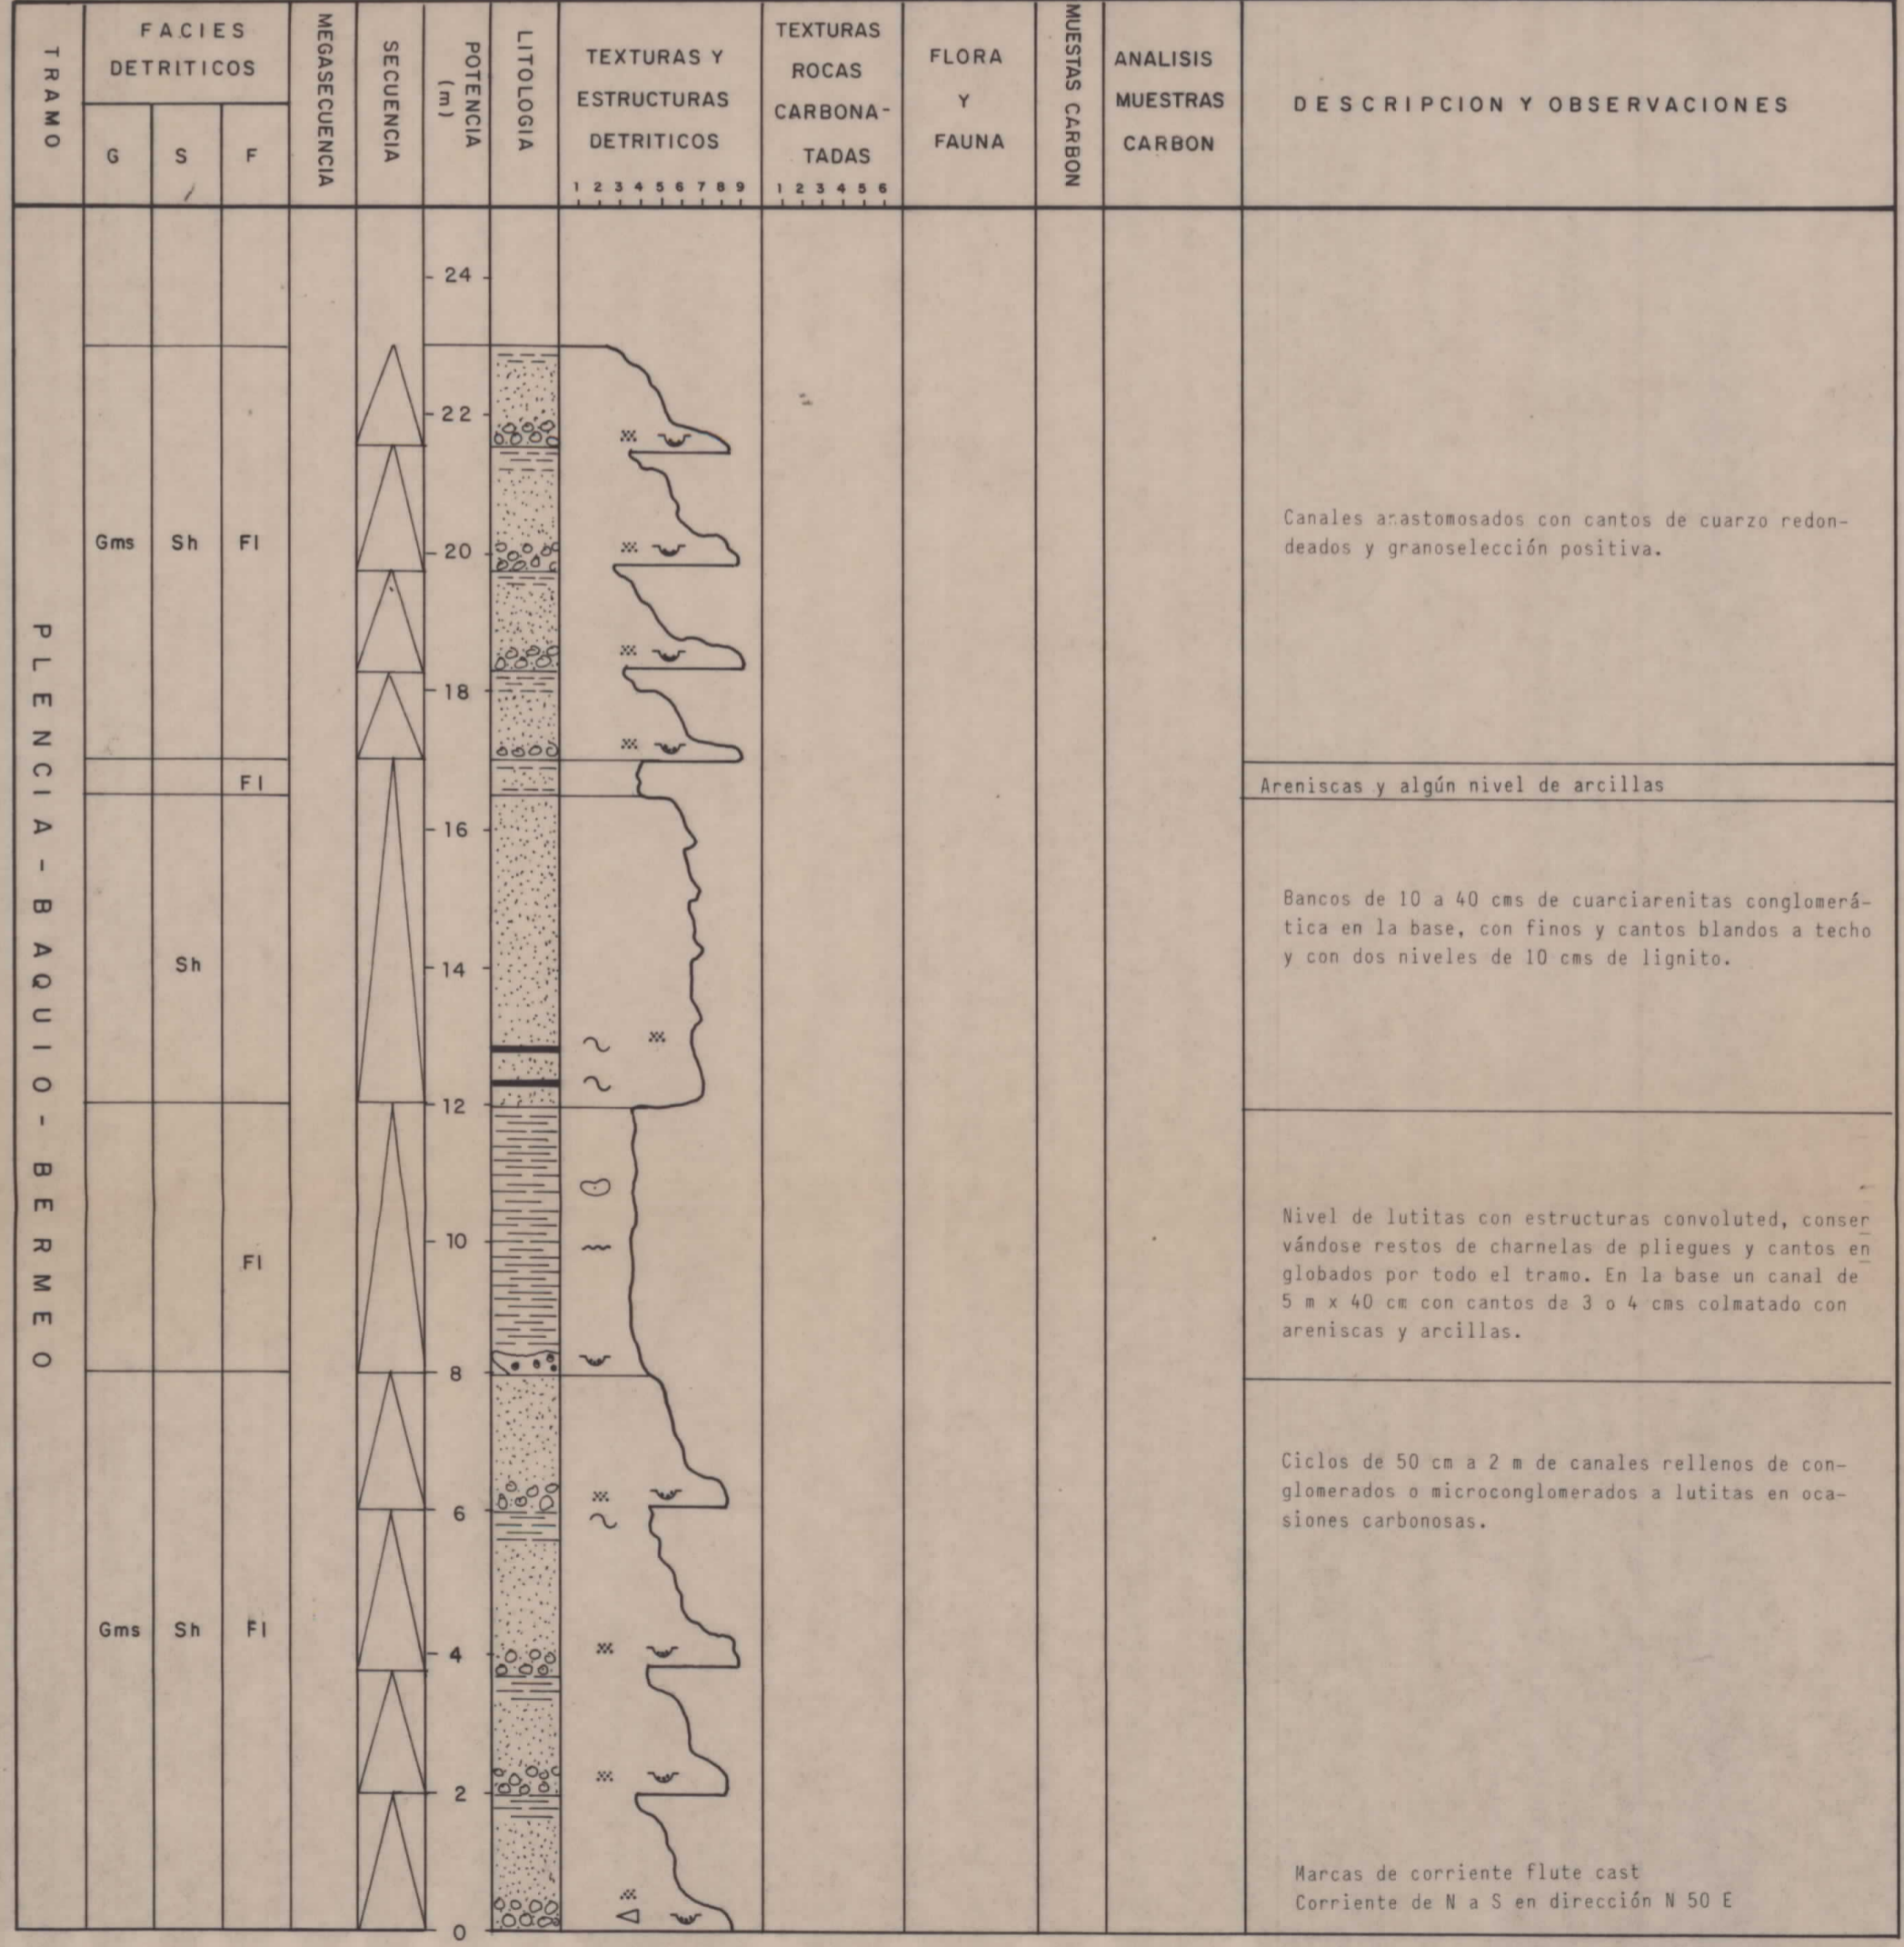 TRAMO
FACIES
DETRITICOS
G S F
MEGASECUENCIA
SECUENCIA
POTENCIA
(m)
LITOLOGIA
TEXTURAS Y
ESTRUCTURAS
DETRITICOS
1 2 3 4 5 6 7 8 9
TEXTURAS
ROCAS
CARBONA-
TADAS
1 2 3 4 5 6
FLORA
Y
FAUNA
MUESTAS CARBON
ANALISIS
MUESTRAS
CARBON
DESCRIPCION Y OBSERVACIONES
PLENCIA-BAQUIO-BERMEO
24
22
Gms Sh Fl
20
18
Fl
16
Sh
14
12
10
Fl
8
6
Gms Sh Fl
4
2
0
Canales anastomosados con cantos de cuarzo redon-
deados y granoselección positiva.
Areniscas y algún nivel de arcillas
Bancos de 10 a 40 cms de cuarciarenitas conglomerá-
tica en la base, con finos y cantos blandos a techo
y con dos niveles de 10 cms de lignito.
Nivel de lutitas con estructuras convoluted, conser
vándose restos de charnelas de pliegues y cantos en
globados por todo el tramo. En la base un canal de
5 m x 40 cm con cantos de 3 o 4 cms colmatado con
areniscas y arcillas.
Ciclos de 50 cm a 2 m de canales rellenos de con-
glomerados o microconglomerados a lutitas en oca-
siones carbonosas.
Marcas de corriente flute cast
Corriente de N a S en dirección N 50 E